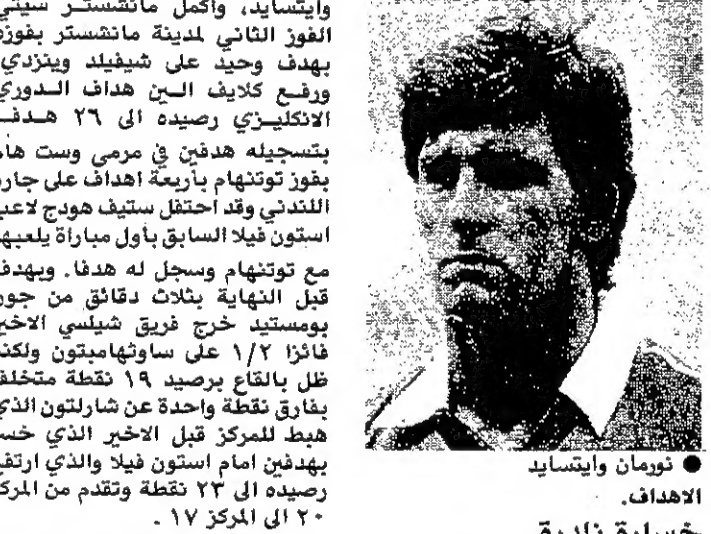 وايتسايد، واكمل مانشستر سيتي
الفوز الثاني لمدينة مانشستر بفوزه
بهدف وحيد على شيفيلد وينزدي.
ورفع كلايف الين هداف الدوري
الانكليزي رصيده الى ٢٦ هدف
بتسجيله هدفين في مرمى وست هام
بفوز توتنهام بأربعة اهداف على جاره
اللندني وقد احتفل ستيف هودج لاعب
استون فيلا السابق بأول مباراة يلعبها
مع توتنهام وسجل له هدفا. وبهدف
قبل النهاية بثلاث دقائق من جون
بومستيد خرج فريق شيلسي الاخير
فائزا ١/٢ على ساوثهامبتون ولكنه
ظل بالقاع برصيد ١٩ نقطة متخلفا
بفارق نقطة واحدة عن شارلتون الذي
هبط للمركز قبل الاخير الذي خسر
بهدفين امام استون فيلا والذي ارتفع
رصيده الى ٢٣ نقطة وتقدم من المركز
٢٠ الى المركز ١٧ .
● نورمان وايتسايد
الاهداف.